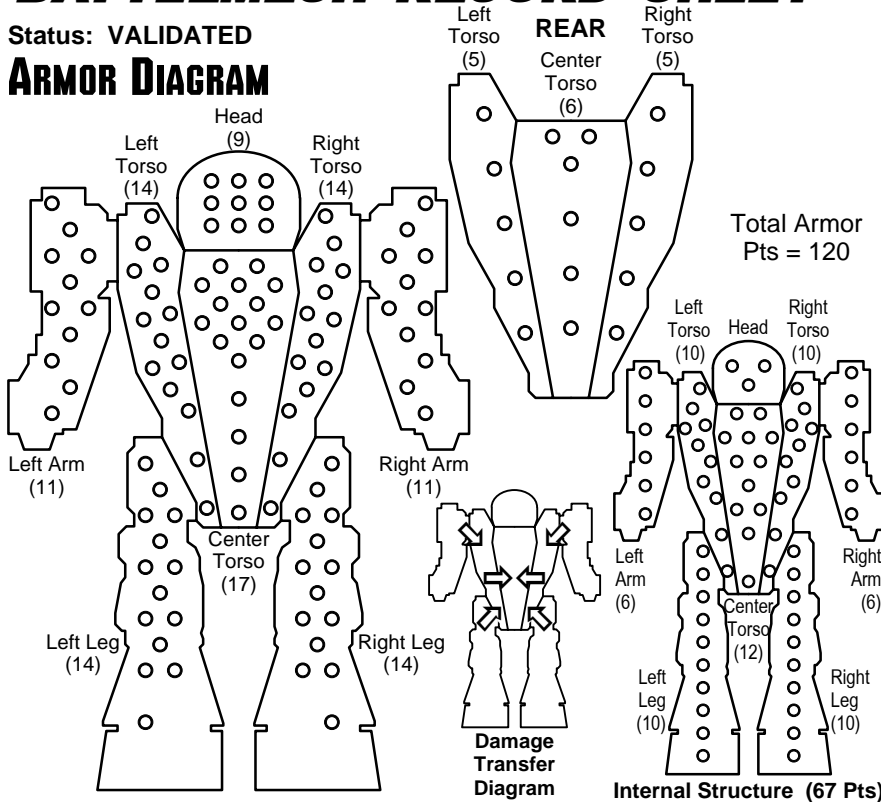 BATTLEMECH RECORD SHEET
Status: VALIDATED
ARMOR DIAGRAM
Head
(9)
Left
Torso
(14)
Right
Torso
(14)
Left Arm
(11)
Right Arm
(11)
Center
Torso
(17)
Left Leg
(14)
Right Leg
(14)
REAR
Left
Torso
(5)
Center
Torso
(6)
Right
Torso
(5)
Total Armor
Pts = 120
Damage
Transfer
Diagram
Left
Torso
(10)
Head
Right
Torso
(10)
Left
Arm
(6)
Right
Arm
(6)
Center
Torso
(12)
Left
Leg
(10)
Right
Leg
(10)
Internal Structure (67 Pts)